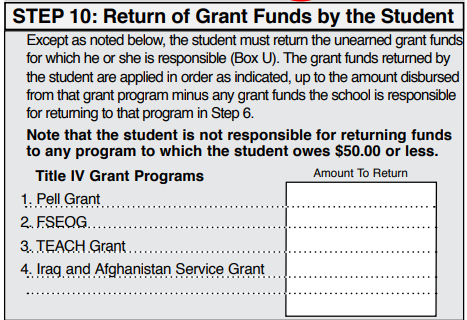 STEP 10: Return of Grant Funds by the Student
Except as noted below, the student must return the unearned grant funds
for which he or she is responsible (Box U). The grant funds returned by
the student are applied in order as indicated, up to the amount disbursed
from that grant program minus any grant funds the school is responsible
for returning to that program in Step 6.
Note that the student is not responsible for returning funds
to any program to which the student owes $50.00 or less.
Title IV Grant Programs Amount To Return
1. Pell Grant
2. FSEOG
3. TEACH Grant
4. Iraq and Afghanistan Service Grant